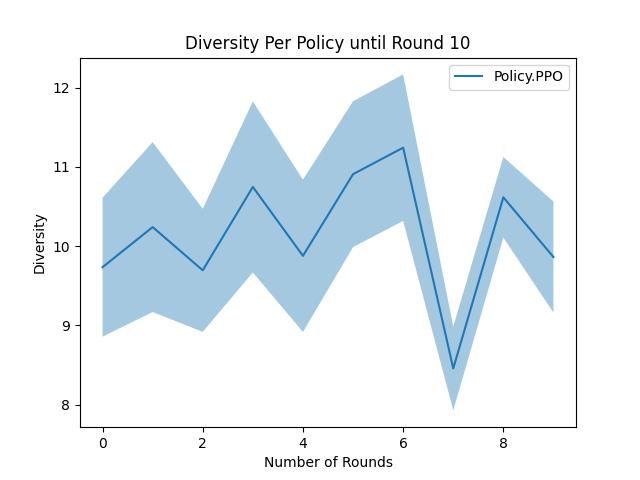 Diversity Per Policy until Round 10
Policy.PPO
12
11
10
9
8
Diversity
0 2 4 6 8
Number of Rounds